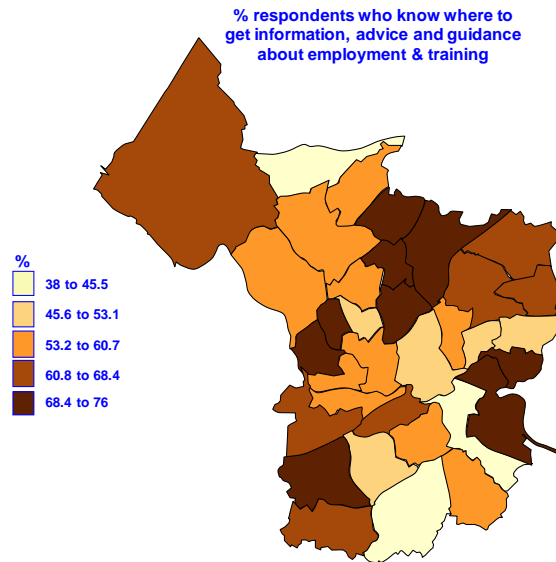 % respondents who know where to
get information, advice and guidance
about employment & training
%
38 to 45.5
45.6 to 53.1
53.2 to 60.7
60.8 to 68.4
68.4 to 76